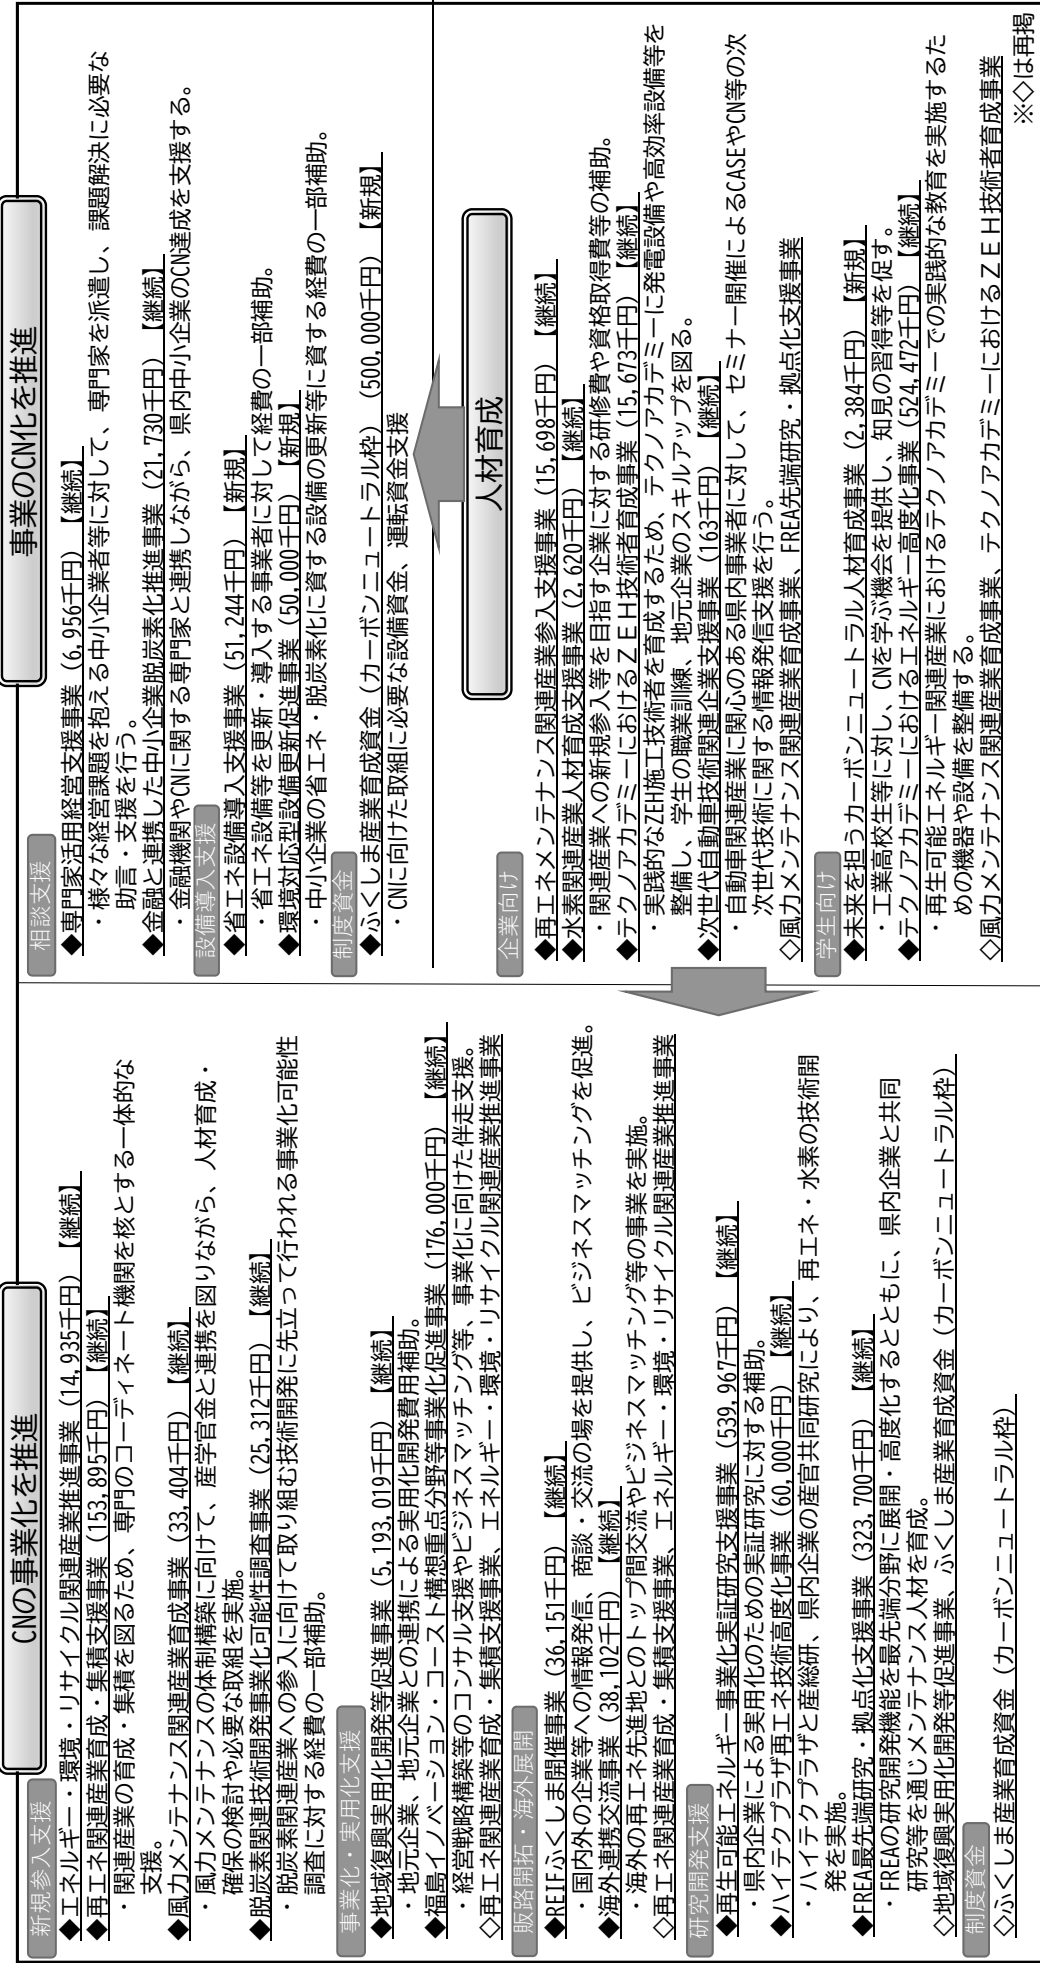 CNの事業化を推進
新規参入支援
◆エネルギー・環境・リサイクル関連産業推進事業（14,935千円）【継続】
◆再エネ関連産業育成・集積支援事業（153,895千円）【継続】
・関連産業の育成・集積を図るため、専門のコーディネート機関を核とする一体的な
支援。
◆風力メンテナンス関連産業育成事業（33,404千円）【継続】
・風力メンテナンスの体制構築に向けて、産学官金と連携を図りながら、人材育成・
確保の検討や必要な取組を実施。
◆脱炭素関連技術開発事業化可能性調査事業（25,312千円）【継続】
・脱炭素関連産業への参入に向けて取り組む技術開発に先立って行われる事業化可能性
調査に対する経費の一部補助。
事業化・実用化支援
◆地域復興実用化開発等促進事業（5,193,019千円）【継続】
・地元企業、地元企業との連携による実用化開発費用補助。
◆福島イノベーション・コースト構想重点分野等事業化促進事業（176,000千円）【継続】
・経営戦略構築等のコンサル支援やビジネスマッチング等、事業化に向けた伴走支援。
◇再エネ関連産業育成・集積支援事業、エネルギー・環境・リサイクル関連産業推進事業
販路開拓・海外展開
◆REIFふくしま開催事業（36,151千円）【継続】
・国内外の企業等への情報発信、商談・交流の場を提供し、ビジネスマッチングを促進。
◆海外連携交流事業（38,102千円）【継続】
・海外の再エネ先進地とのトップ間交流やビジネスマッチング等の事業を実施。
◇再エネ関連産業育成・集積支援事業、エネルギー・環境・リサイクル関連産業推進事業
研究開発支援
◆再生可能エネルギー事業化実証研究支援事業（539,967千円）【継続】
・県内企業による実用化のための実証研究に対する補助。
◆ハイテクプラザ再エネ技術高度化事業（60,000千円）【継続】
・ハイテクプラザと産総研、県内企業の産官共同研究により、再エネ・水素の技術開
発を実施。
◆FREA最先端研究・拠点化支援事業（323,700千円）【継続】
・FREAの研究開発機能を最先端分野に展開・高度化するとともに、県内企業と共同
研究等を通じメンテナンス人材を育成。
◇地域復興実用化開発等促進事業、ふくしま産業育成資金（カーボンニュートラル枠）
制度資金
◇ふくしま産業育成資金（カーボンニュートラル枠）
事業のCN化を推進
相談支援
◆専門家活用経営支援事業（6,956千円）【継続】
・様々な経営課題を抱える中小企業者等に対して、専門家を派遣し、課題解決に必要な
助言・支援を行う。
◆金融と連携した中小企業脱炭素化推進事業（21,730千円）【継続】
・金融機関やCNに関する専門家と連携しながら、県内中小企業のCN達成を支援する。
設備導入支援
◆省エネ設備導入支援事業（51,244千円）【新規】
・省エネ設備等を更新・導入する事業者に対して経費の一部補助。
◆環境対応型設備更新促進事業（50,000千円）【新規】
・中小企業の省エネ・脱炭素化に資する設備の更新等に資する経費の一部補助。
制度資金
◆ふくしま産業育成資金（カーボンニュートラル枠）（500,000千円）【新規】
・CNに向けた取組に必要な設備資金、運転資金支援
人材育成
企業向け
◆再エネメンテナンス関連産業参入支援事業（15,698千円）【継続】
◆水素関連産業人材育成支援事業（2,620千円）【継続】
・関連産業への新規参入等を目指す企業に対する研修費や資格取得費等の補助。
◆テクノアカデミーにおけるＺＥＨ技術者育成事業（15,673千円）【継続】
・実践的なZEH施工技術者を育成するため、テクノアカデミーに発電設備や高効率設備等を
整備し、学生の職業訓練、地元企業のスキルアップを図る。
◆次世代自動車技術関連企業支援事業（163千円）【継続】
・自動車関連産業に関心のある県内事業者に対して、セミナー開催によるCASEやCN等の次
次世代技術に関する情報発信支援を行う。
◇風力メンテナンス関連産業育成事業、FREA先端研究・拠点化支援事業
学生向け
◆未来を担うカーボンニュートラル人材育成事業（2,384千円）【新規】
・工業高校生等に対し、CNを学ぶ機会を提供し、知見の習得等を促す。
◆テクノアカデミーにおけるエネルギー高度化事業（524,472千円）【継続】
・再生可能エネルギー関連産業におけるテクノアカデミーでの実践的な教育を実施するた
めの機器や設備を整備する。
◇風力メンテナンス関連産業育成事業、テクノアカデミーにおけるＺＥＨ技術者育成事業
※◇は再掲